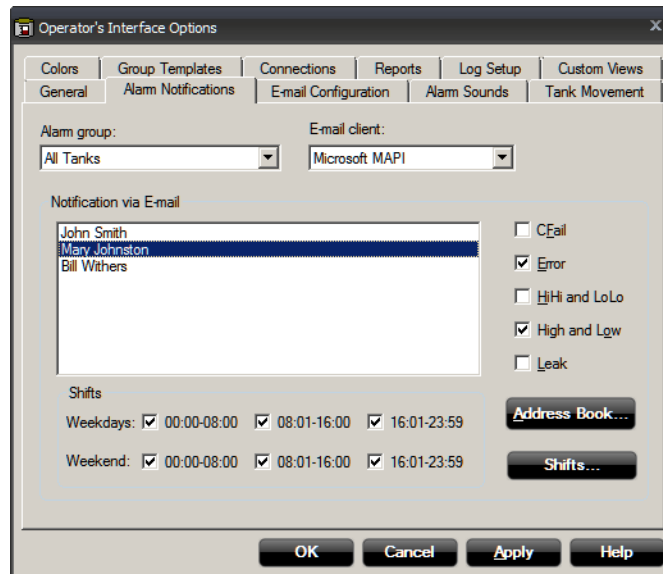 Operator's Interface Options x
Colors Group Templates Connections Reports Log Setup Custom Views
General Alarm Notifications E-mail Configuration Alarm Sounds Tank Movement
Alarm group: E-mail client:
All Tanks Microsoft MAPI
Notification via E-mail
John Smith CFail
Mary Johnston Error
Bill Withers HiHi and LoLo
High and Low
Leak
Shifts
Weekdays: 00:00-08:00 08:01-16:00 16:01-23:59 Address Book...
Weekend: 00:00-08:00 08:01-16:00 16:01-23:59 Shifts...
OK Cancel Apply Help